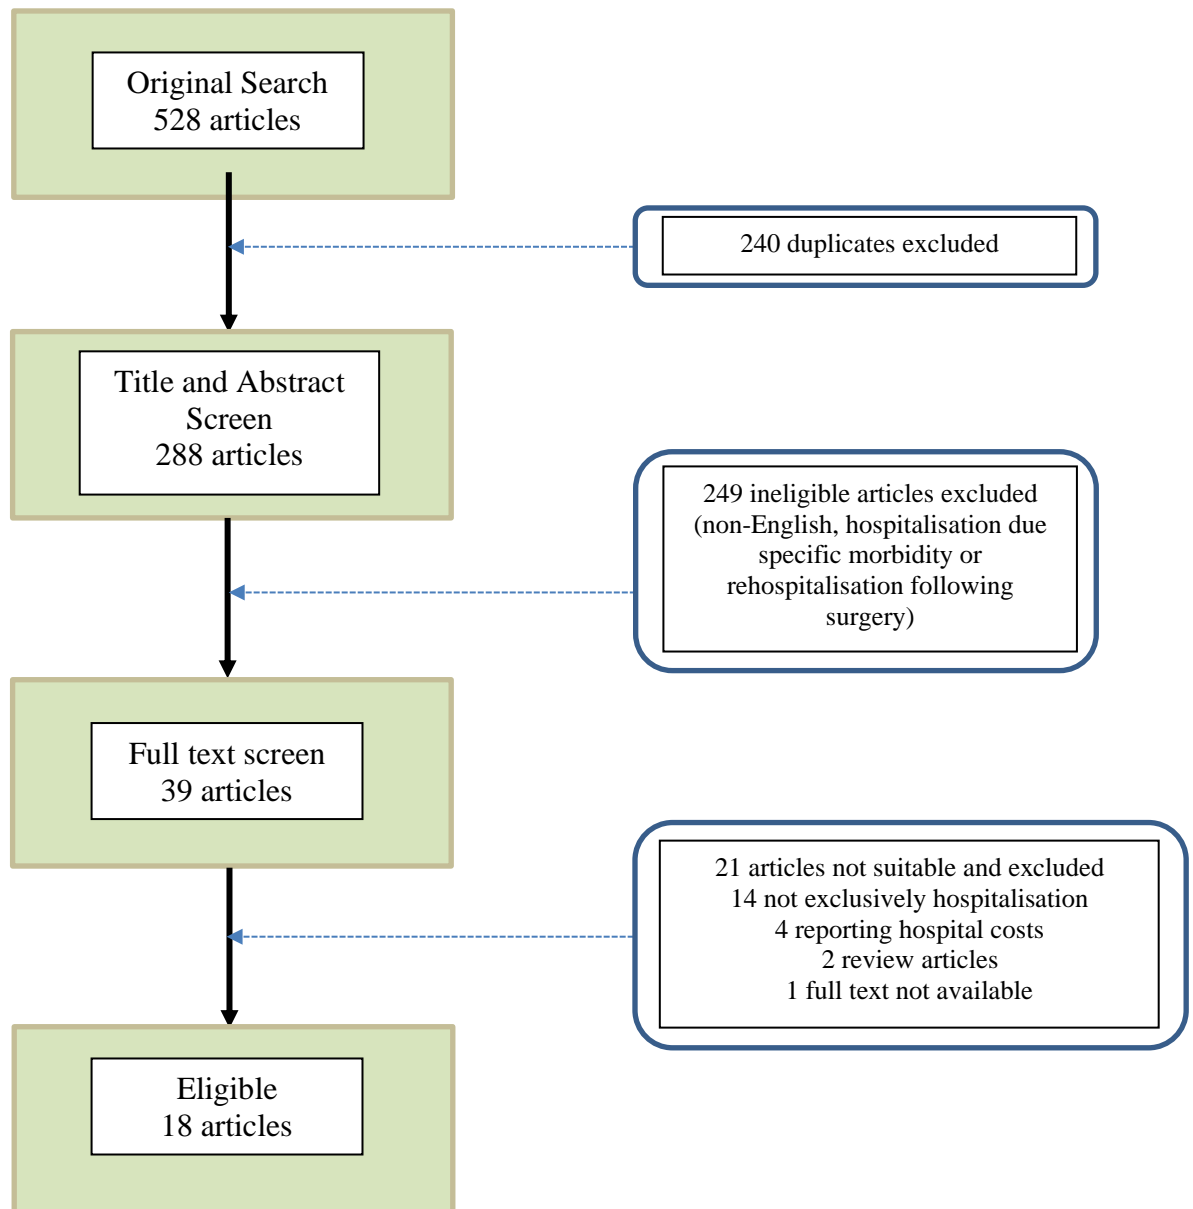 Original Search
528 articles
240 duplicates excluded
Title and Abstract
Screen
288 articles
249 ineligible articles excluded
(non-English, hospitalisation due
specific morbidity or
rehospitalisation following
surgery)
Full text screen
39 articles
21 articles not suitable and excluded
14 not exclusively hospitalisation
4 reporting hospital costs
2 review articles
1 full text not available
Eligible
18 articles